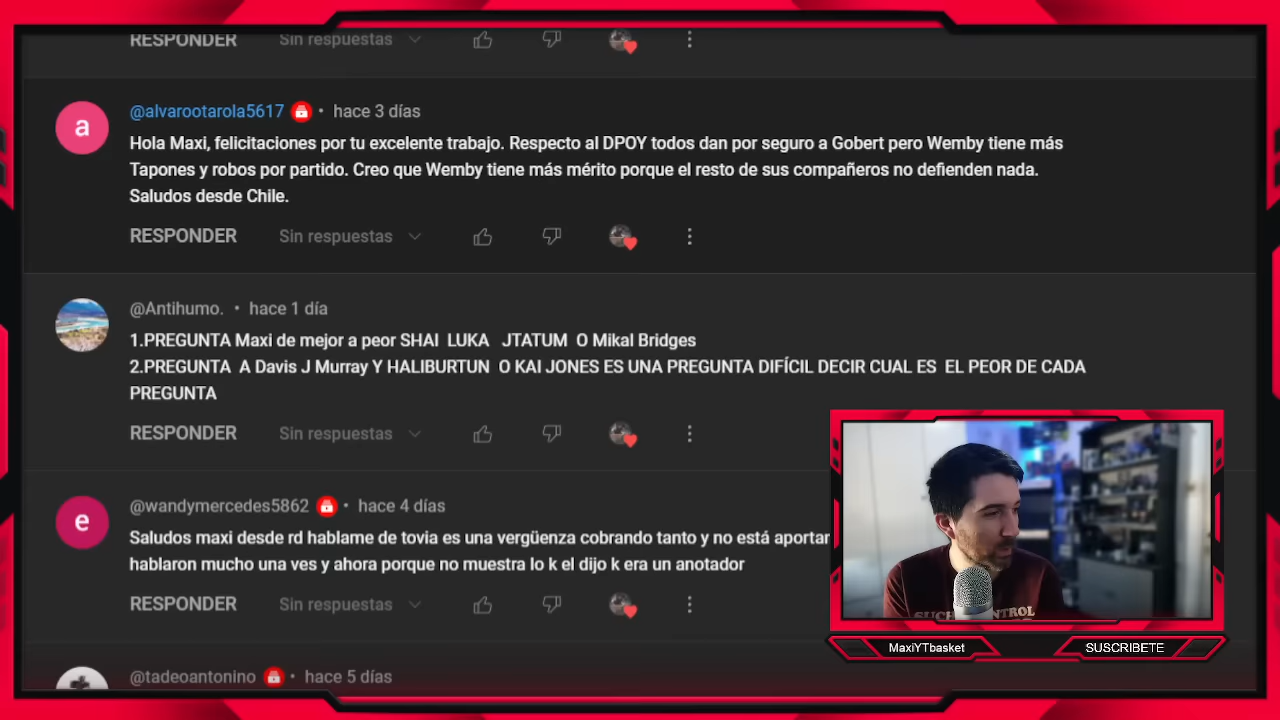 RESPONDER Sin respuestas
@alvarootarola5617 • hace 3 días
Hola Maxi, felicitaciones por tu excelente trabajo. Respecto al DPOY todos dan por seguro a Gobert pero Wemby tiene más
Tapones y robos por partido. Creo que Wemby tiene más mérito porque el resto de sus compañeros no defienden nada.
Saludos desde Chile.
RESPONDER Sin respuestas
@Antihumo. • hace 1 día
1.PREGUNTA Maxi de mejor a peor SHAI LUKA JTATUM O Mikal Bridges
2.PREGUNTA A Davis J Murray Y HALIBURTUN O KAI JONES ES UNA PREGUNTA DIFÍCIL DECIR CUAL ES EL PEOR DE CADA
PREGUNTA
RESPONDER Sin respuestas
@wandymercedes5862 • hace 4 días
Saludos maxi desde rd hablame de tovia es una vergüenza cobrando tanto y no está aportan
hablaron mucho una ves y ahora porque no muestra lo k el dijo k era un anotador
RESPONDER Sin respuestas
@tadeoantonino • hace 5 días
a
e
CONTROL
MaxiYTbasket
SUSCRIBETE